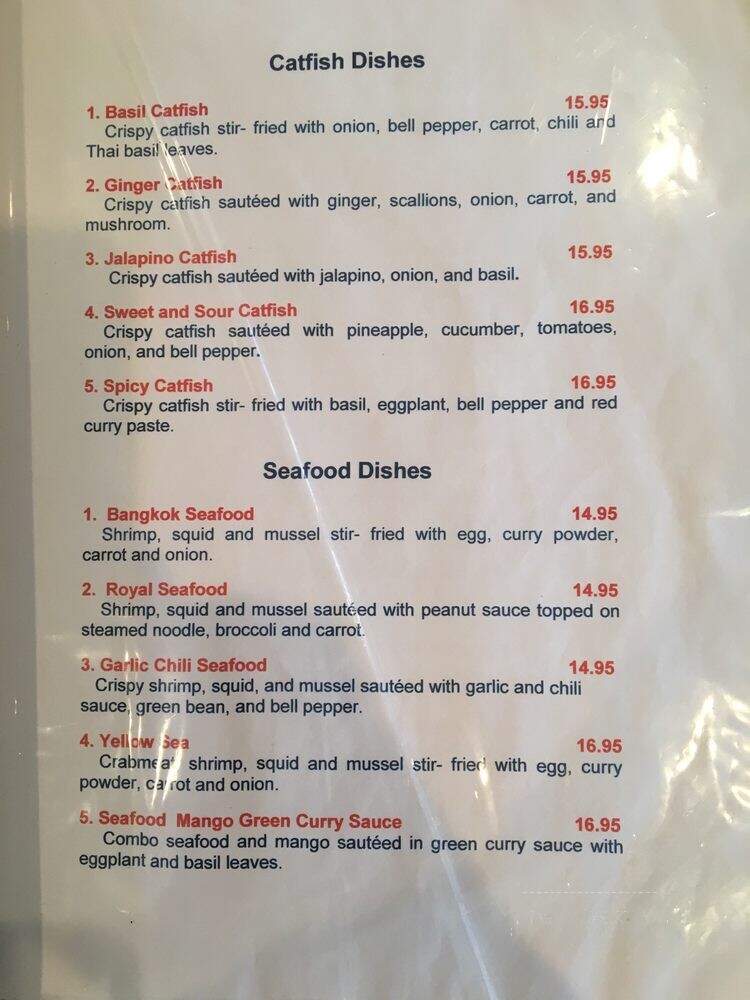 Catfish Dishes
1. Basil Catfish 15.95
Crispy catfish stir- fried with onion, bell pepper, carrot, chili and
Thai basil leaves.
2. Ginger Catfish 15.95
Crispy catfish sautéed with ginger, scallions, onion, carrot, and
mushroom.
3. Jalapino Catfish 15.95
Crispy catfish sautéed with jalapino, onion, and basil.
4. Sweet and Sour Catfish 16.95
Crispy catfish sautéed with pineapple, cucumber, tomatoes,
onion, and bell pepper.
5. Spicy Catfish 16.95
Crispy catfish stir- fried with basil, eggplant, bell pepper and red
curry paste.
Seafood Dishes
1. Bangkok Seafood 14.95
Shrimp, squid and mussel stir- fried with egg, curry powder,
carrot and onion.
2. Royal Seafood 14.95
Shrimp, squid and mussel sautéed with peanut sauce topped on
steamed noodle, broccoli and carrot.
3. Garlic Chili Seafood 14.95
Crispy shrimp, squid, and mussel sautéed with garlic and chili
sauce, green bean, and bell pepper.
4. Yellow Sea 16.95
Crabmeat shrimp, squid and mussel stir- fried with egg, curry
powder, carrot and onion.
5. Seafood Mango Green Curry Sauce 16.95
Combo seafood and mango sautéed in green curry sauce with
eggplant and basil leaves.